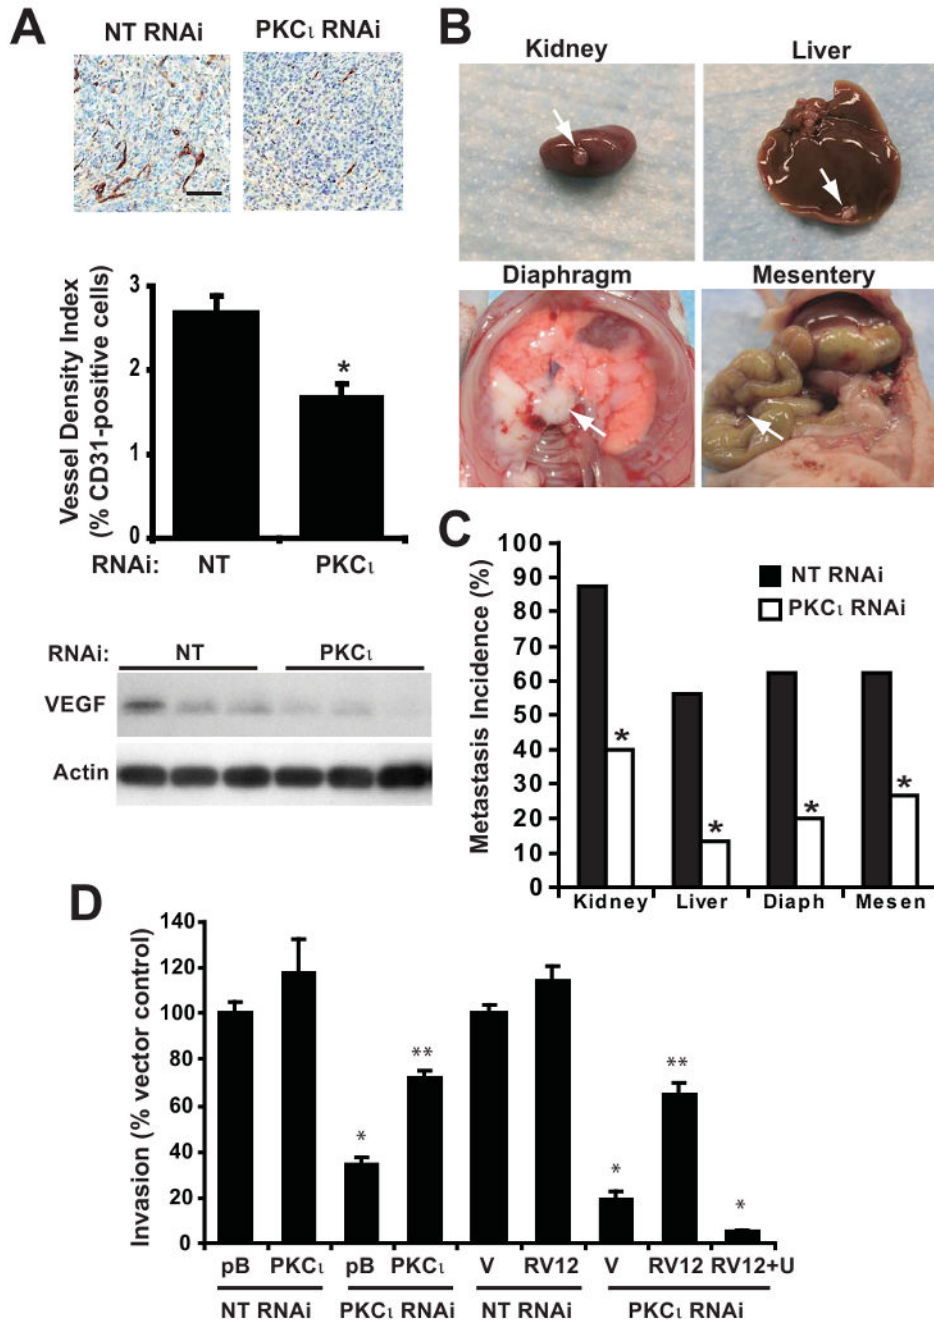 A
NT RNAi PKCι RNAi
Vessel Density Index
(% CD31-positive cells)
3
2
1
0
*
RNAi: NT PKCι
RNAi: NT PKCι
VEGF
Actin
B
Kidney Liver
Diaphragm Mesentery
C
Metastasis Incidence (%)
100
90
80
70
60
50
40
30
20
10
0
NT RNAi
PKCι RNAi
* * * *
Kidney Liver Diaph Mesen
D
Invasion (% vector control)
140
120
100
80
60
40
20
0
* ** * ** *
pB PKCι pB PKCι V RV12 V RV12 RV12+U
NT RNAi PKCι RNAi NT RNAi PKCι RNAi